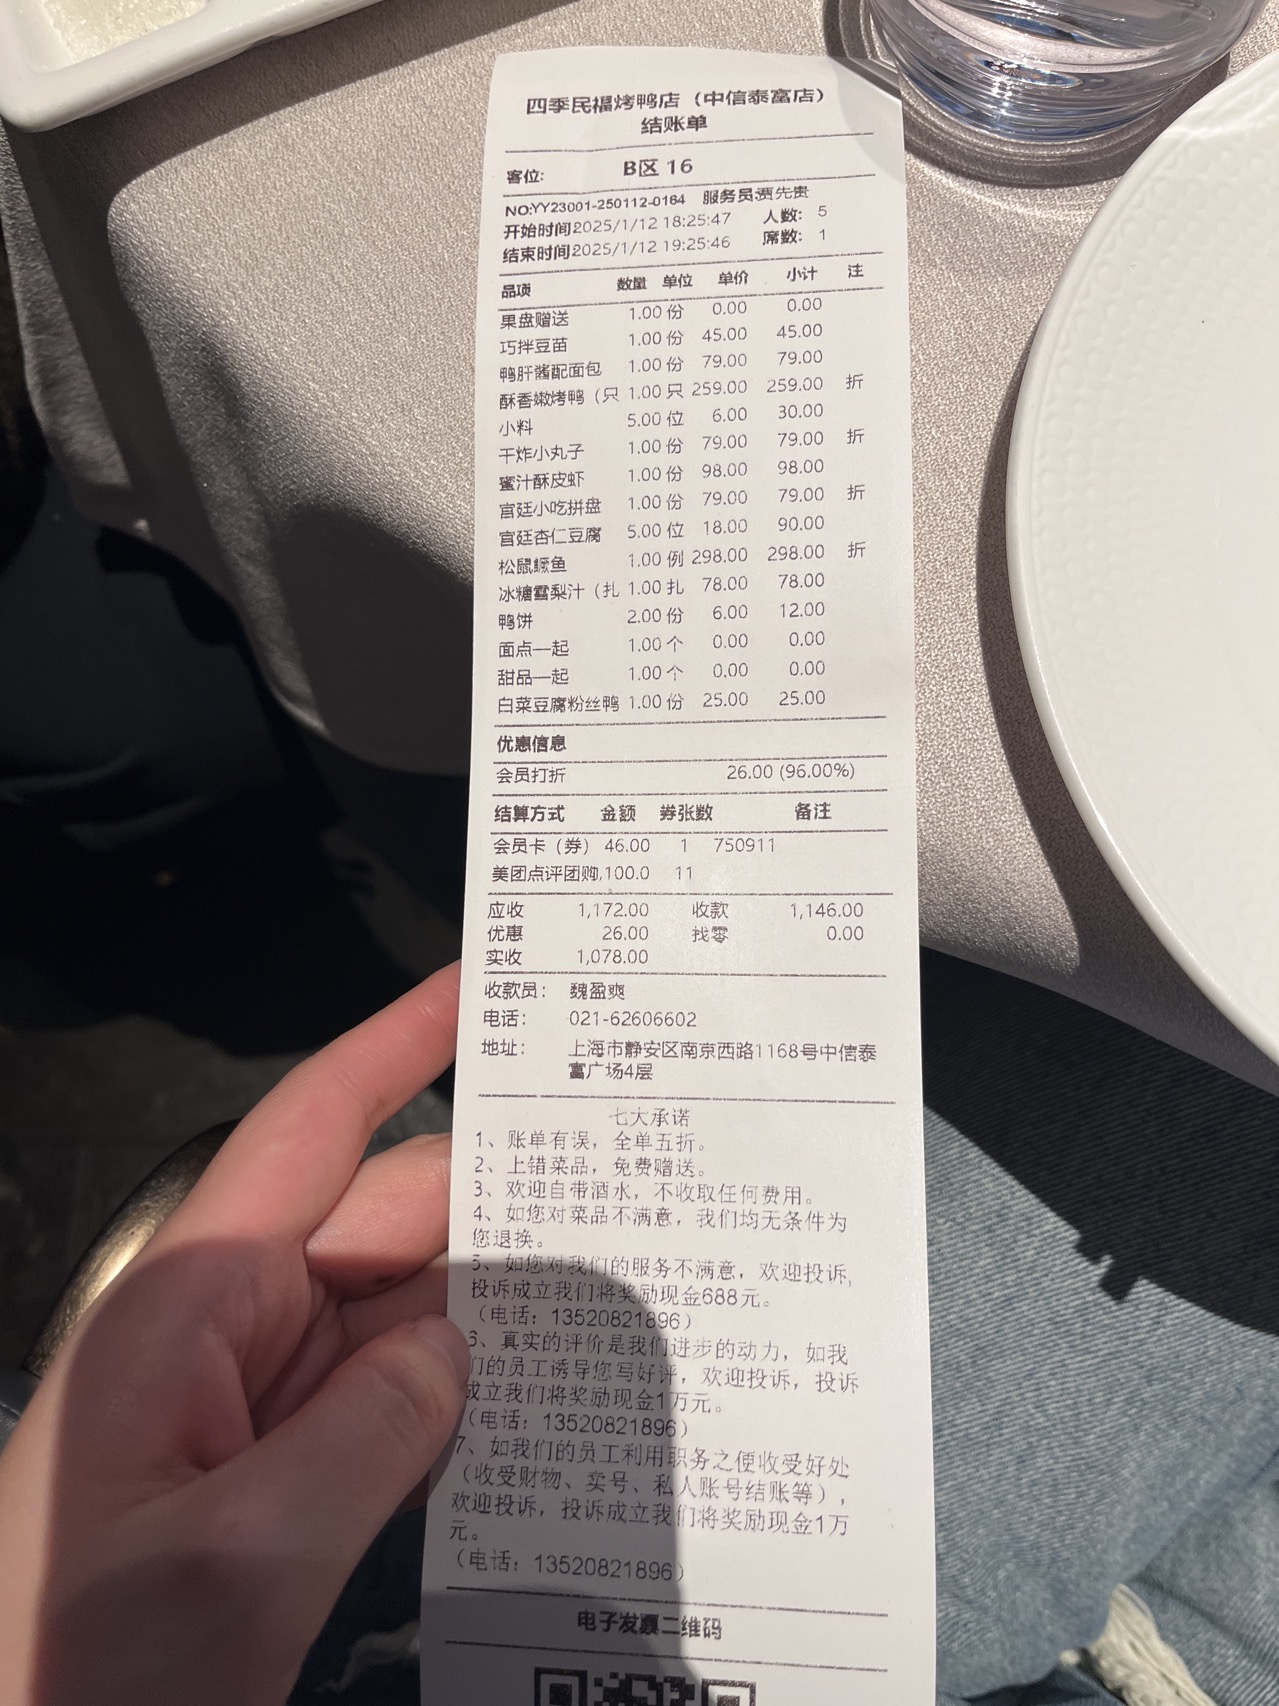 四季民福烤鸭店（中信泰富店）
结账单
客位: B区 16
NO:YY23001-250112-0164 服务员:贾先贵
开始时间2025/1/12 18:25:47 人数: 5
结束时间2025/1/12 19:25:46 席数: 1
品项 数量 单位 单价 小计 注
果盘赠送 1.00 份 0.00 0.00
巧拌豆苗 1.00 份 45.00 45.00
鸭肝酱配面包 1.00 份 79.00 79.00
酥香嫩烤鸭（只 1.00 只 259.00 259.00 折
小料 5.00 位 6.00 30.00
干炸小丸子 1.00 份 79.00 79.00 折
蜜汁酥皮虾 1.00 份 98.00 98.00
宫廷小吃拼盘 1.00 份 79.00 79.00 折
宫廷杏仁豆腐 5.00 位 18.00 90.00
松鼠鳜鱼 1.00 例 298.00 298.00 折
冰糖雪梨汁（扎 1.00 扎 78.00 78.00
鸭饼 2.00 份 6.00 12.00
面点一起 1.00 个 0.00 0.00
甜品一起 1.00 个 0.00 0.00
白菜豆腐粉丝鸭 1.00 份 25.00 25.00
优惠信息
会员打折 26.00 (96.00%)
结算方式 金额 券张数 备注
会员卡（券） 46.00 1 750911
美团点评团购,100.0 11
应收 1,172.00 收款 1,146.00
优惠 26.00 找零 0.00
实收 1,078.00
收款员： 魏盈爽
电话： 021-62606602
地址： 上海市静安区南京西路1168号中信泰
富广场4层
七大承诺
1、账单有误，全单五折。
2、上错菜品，免费赠送。
3、欢迎自带酒水，不收取任何费用。
4、如您对菜品不满意，我们均无条件为
您退换。
5、如您对我们的服务不满意，欢迎投诉,
投诉成立我们将奖励现金688元。
（电话：13520821896）
6、真实的评价是我们进步的动力，如我
们的员工诱导您写好评，欢迎投诉，投诉
成立我们将奖励现金1万元。
（电话：13520821896）
7、如我们的员工利用职务之便收受好处
（收受财物、卖号、私人账号结账等），
欢迎投诉，投诉成立我们将奖励现金1万
元。
（电话：13520821896）
电子发票二维码